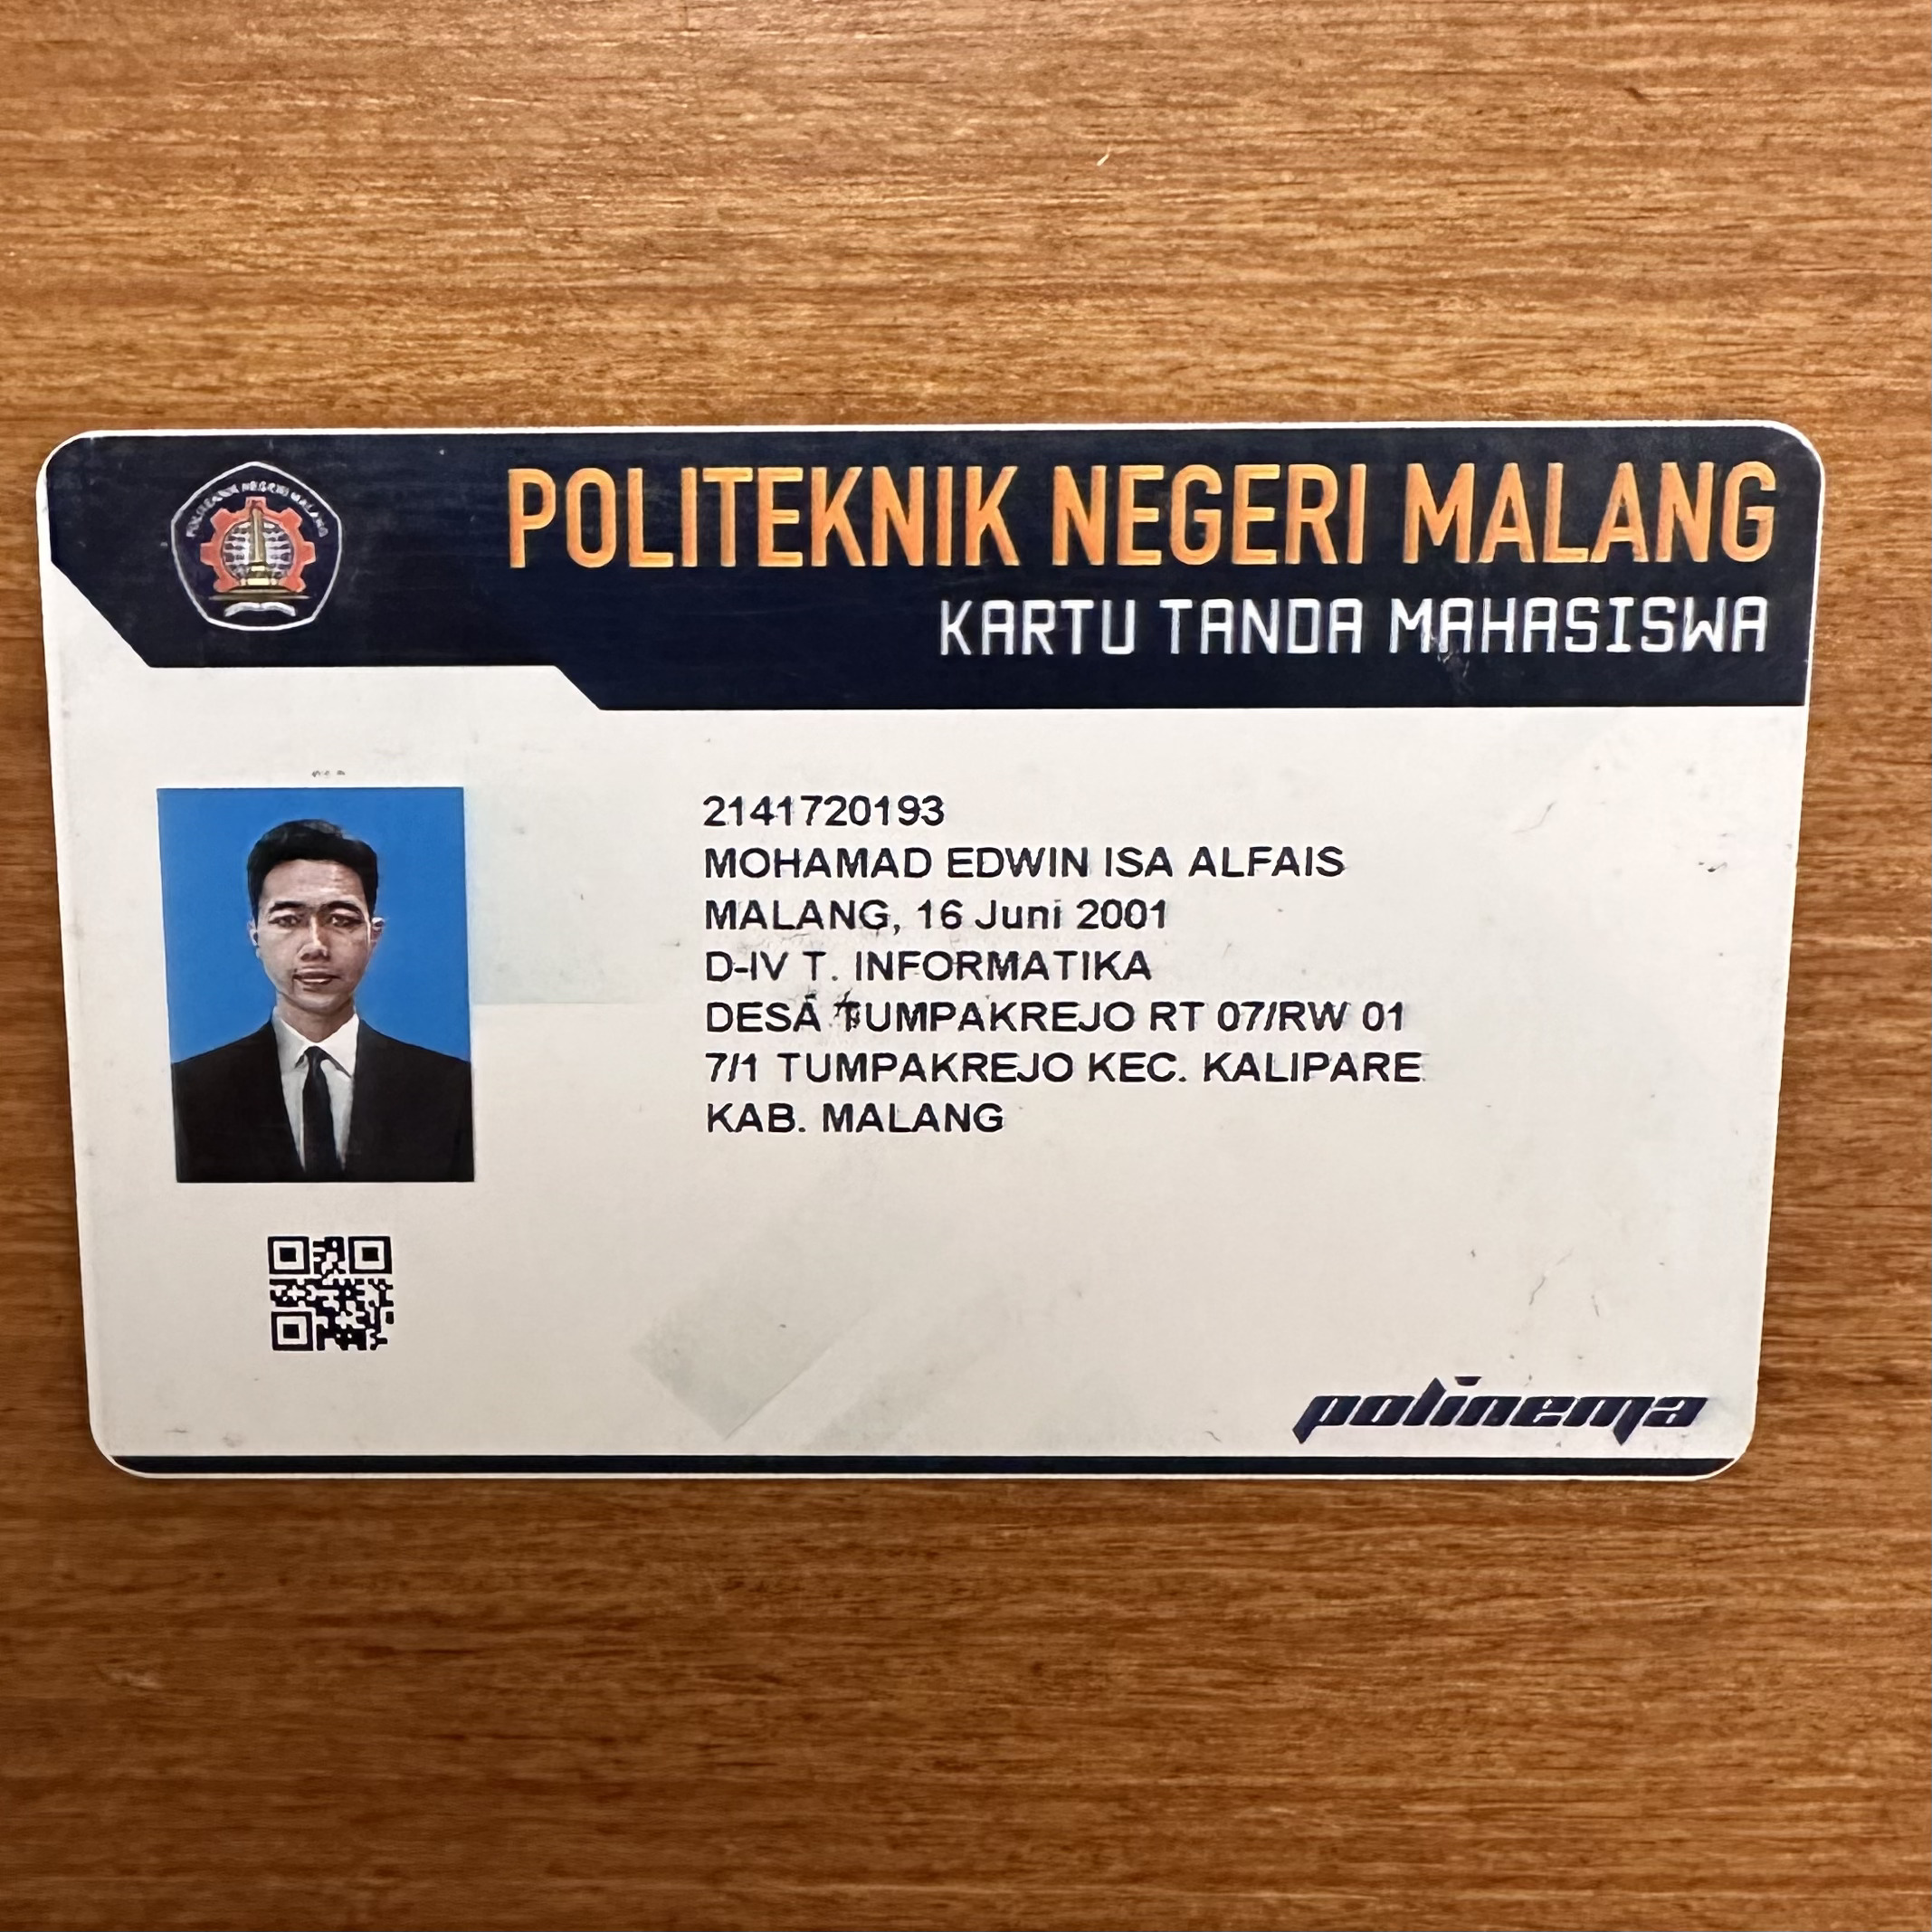 POLITEKNIK NEGERI MALANG
POLITEKNIK NEGERI MALANG
KARTU TANDA MAHASISWA
2141720193
MOHAMAD EDWIN ISA ALFAIS
MALANG, 16 Juni 2001
D-IV T. INFORMATIKA
DESA TUMPAKREJO RT 07/RW 01
7/1 TUMPAKREJO KEC. KALIPARE
KAB. MALANG
polinema